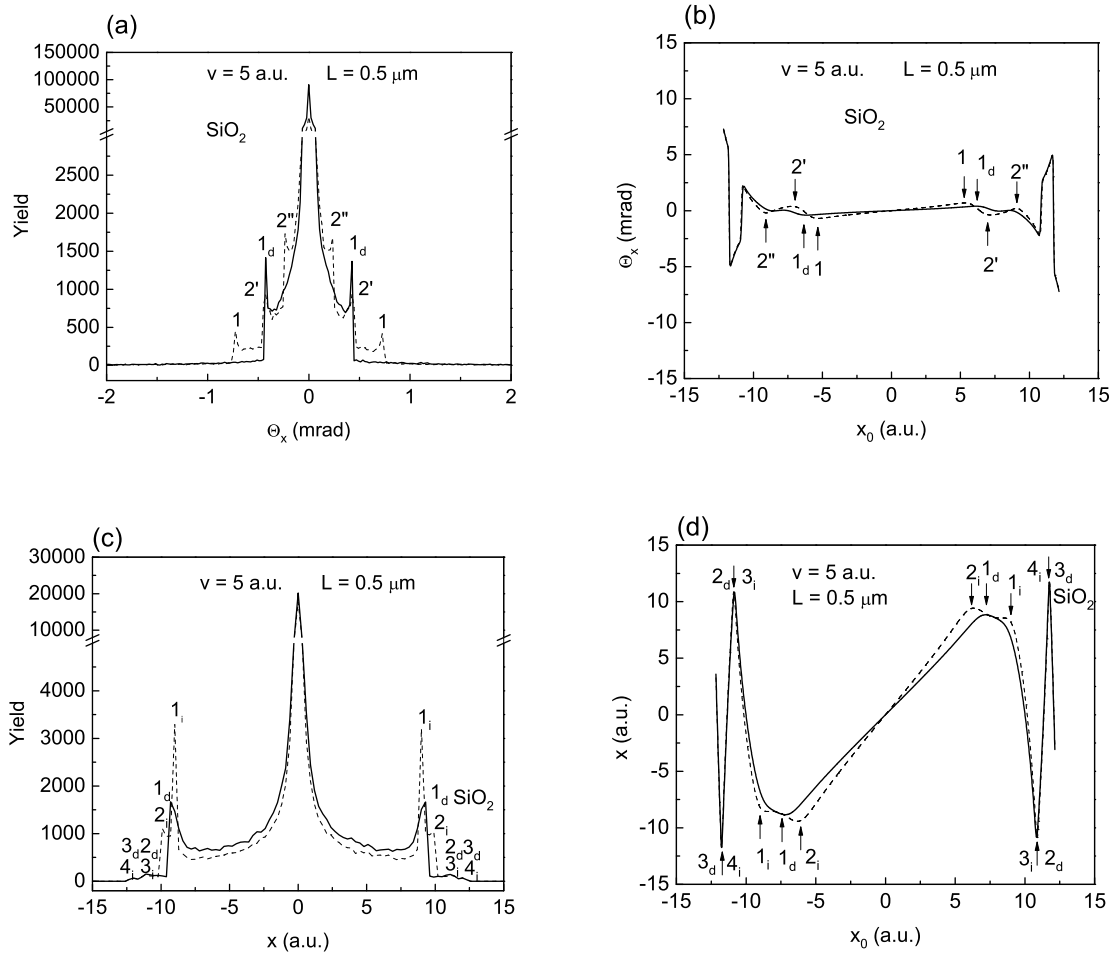 (a)
150000
100000
50000
2500
2000
1500
1000
500
0
Yield
v = 5 a.u. L = 0.5 μm
SiO2
2" 2"
1d 1d
2' 2'
1 1
-2 -1 0 1 2
Θx (mrad)
(b)
15
10
5
0
-5
-10
-15
Θx (mrad)
v = 5 a.u. L = 0.5 μm
SiO2
2' 1 1d 2"
2" 1d 1 2'
-15 -10 -5 0 5 10 15
x0 (a.u.)
(c)
30000
20000
10000
4000
3000
2000
1000
0
Yield
v = 5 a.u. L = 0.5 μm
1i 1i
1d 1d SiO2
2i 2i
3d 2d 2d 3d
4i 3i 3i 4i
-15 -10 -5 0 5 10 15
x (a.u.)
(d)
15
10
5
0
-5
-10
-15
x (a.u.)
v = 5 a.u.
L = 0.5 μm
2d 3i 2i 1d 1i 4i 3d
SiO2
1i 1d 2i
3d 4i 3i 2d
-15 -10 -5 0 5 10 15
x0 (a.u.)